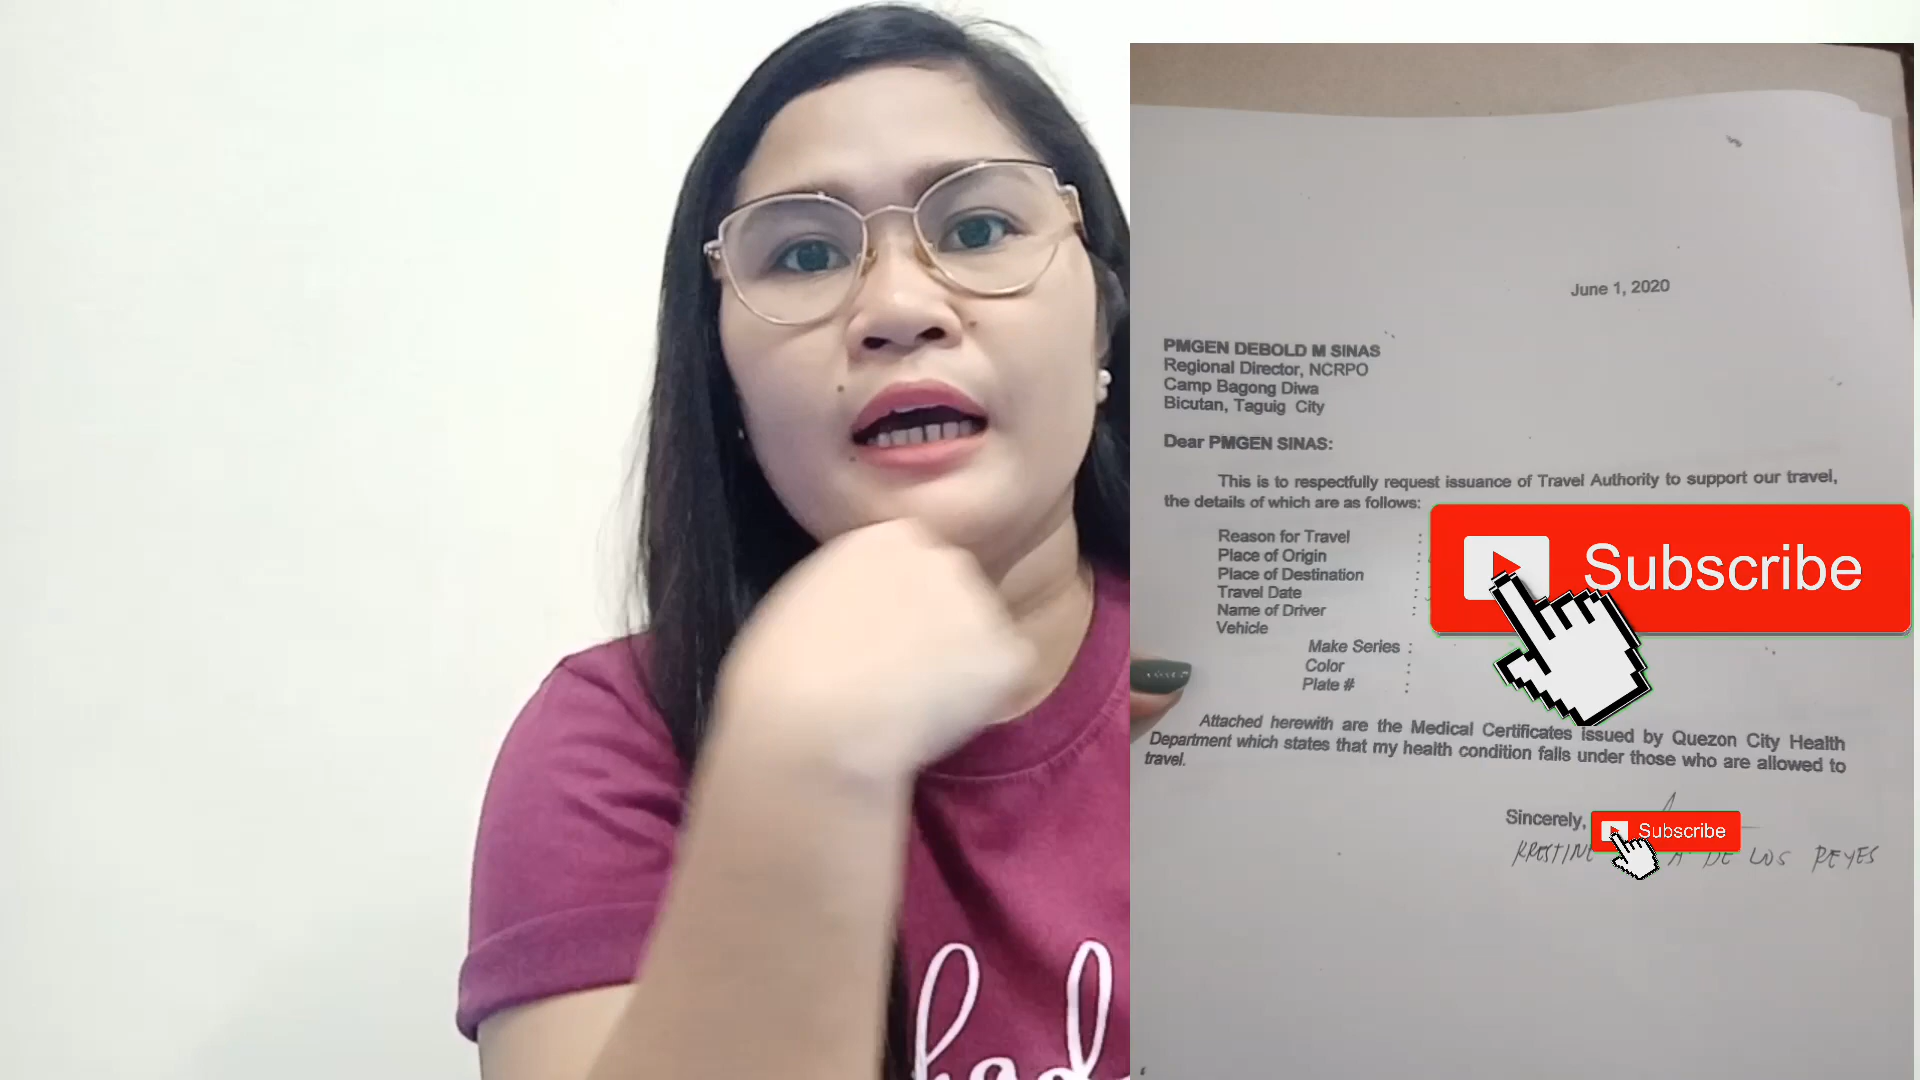 June 1, 2020
PMGEN DEBOLD M SINAS
Regional Director, NCRPO
Camp Bagong Diwa
Bicutan, Taguig City
Dear PMGEN SINAS:
This is to respectfully request issuance of Travel Authority to support our travel,
the details of which are as follows:
Subscribe
Reason for Travel :
Place of Origin :
Place of Destination :
Travel Date :
Name of Driver :
Vehicle
Make Series :
Color :
Plate # :
Attached herewith are the Medical Certificates issued by Quezon City Health
Department which states that my health condition falls under those who are allowed to
travel.
Sincerely,
Subscribe
A DE LOS REYES
had